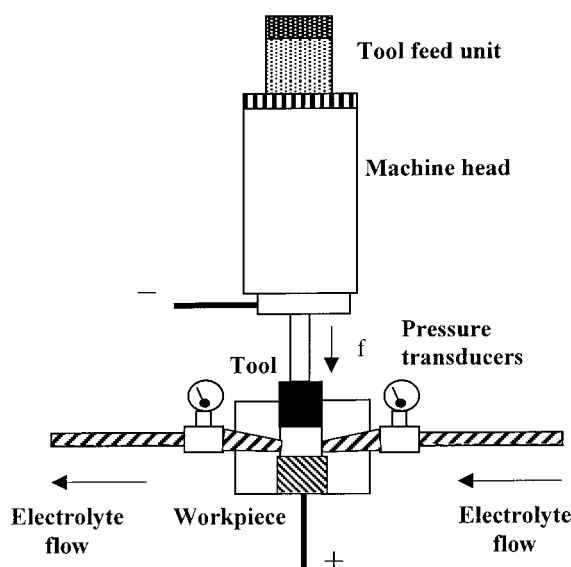 Tool feed unit
Machine head
−
f
Pressure
transducers
Tool
Electrolyte
flow
Workpiece
Electrolyte
flow
+